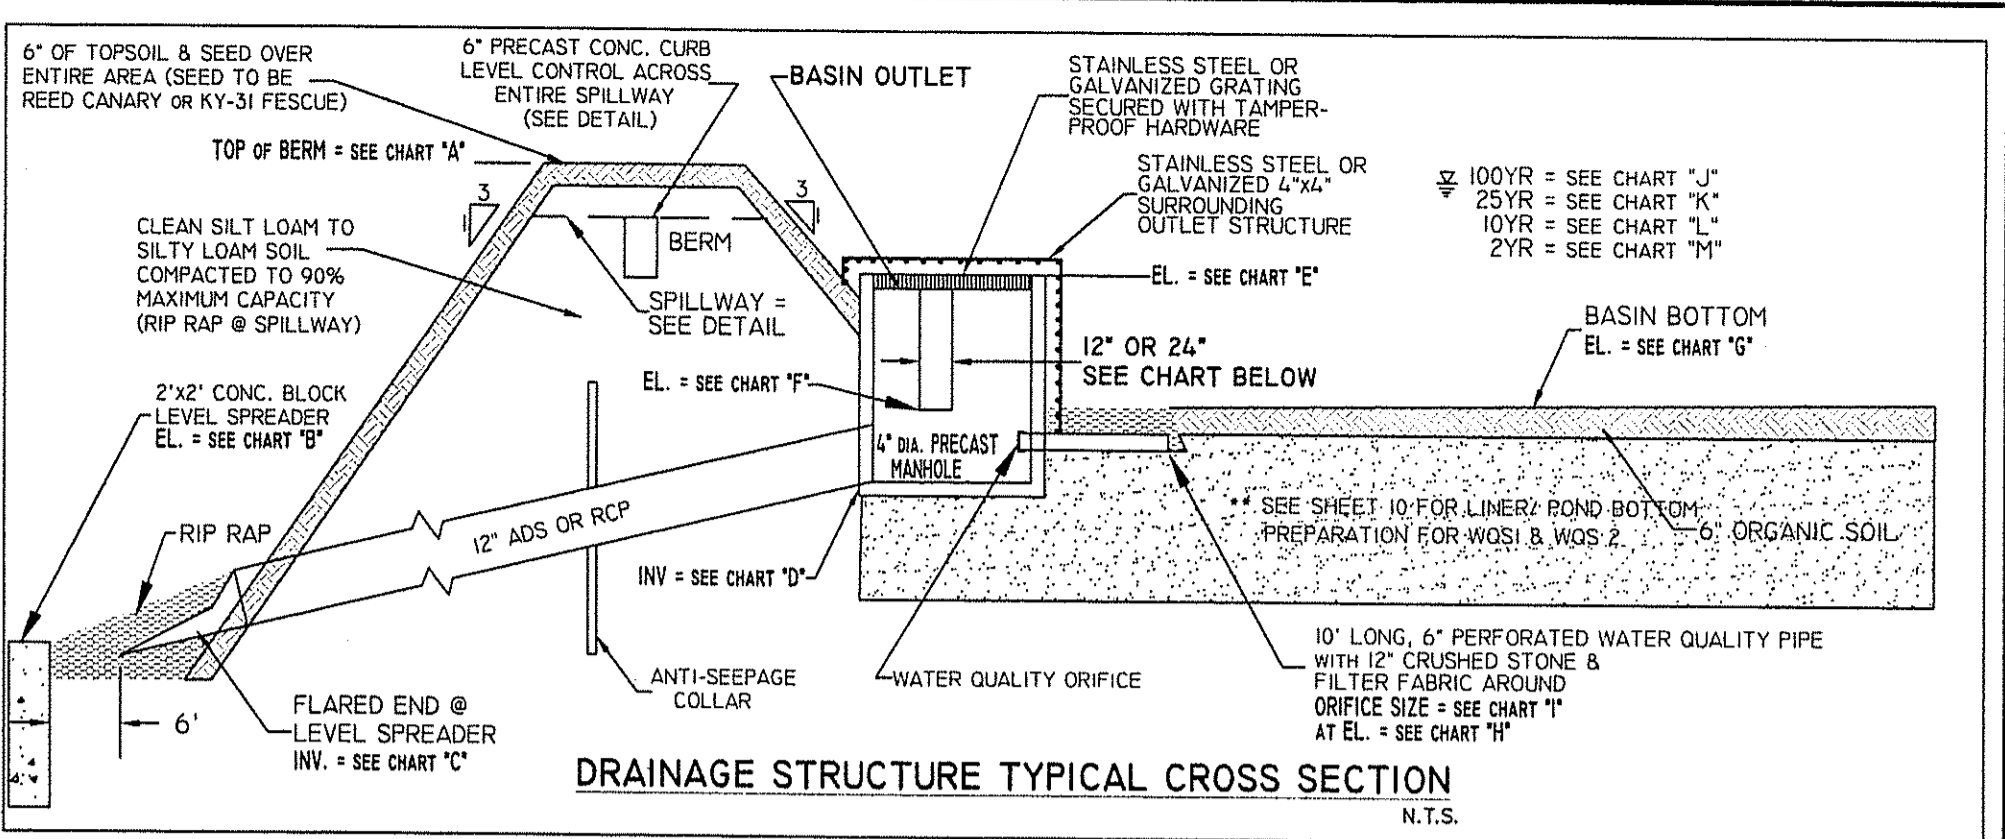 6" OF TOPSOIL & SEED OVER
ENTIRE AREA (SEED TO BE
REED CANARY OR KY-31 FESCUE)
6" PRECAST CONC. CURB
LEVEL CONTROL ACROSS
ENTIRE SPILLWAY
(SEE DETAIL)
BASIN OUTLET
STAINLESS STEEL OR
GALVANIZED GRATING
SECURED WITH TAMPER-
PROOF HARDWARE
TOP OF BERM = SEE CHART "A"
STAINLESS STEEL OR
GALVANIZED 4"X4"
SURROUNDING
OUTLET STRUCTURE
100YR = SEE CHART "J"
25YR = SEE CHART "K"
10YR = SEE CHART "L"
2YR = SEE CHART "M"
3
1
3
1
CLEAN SILT LOAM TO
SILTY LOAM SOIL
COMPACTED TO 90%
MAXIMUM CAPACITY
(RIP RAP @ SPILLWAY)
BERM
EL. = SEE CHART "E"
SPILLWAY =
SEE DETAIL
BASIN BOTTOM
EL. = SEE CHART "G"
12" OR 24"
SEE CHART BELOW
EL. = SEE CHART "F"
2'X2' CONC. BLOCK
LEVEL SPREADER
EL. = SEE CHART "B"
4" DIA. PRECAST
MANHOLE
12" ADS OR RCP
** SEE SHEET 10 FOR LINER/ POND BOTTOM
PREPARATION FOR WQS1 & WQS 2
6" ORGANIC SOIL
RIP RAP
INV = SEE CHART "D"
10' LONG, 6" PERFORATED WATER QUALITY PIPE
WITH 12" CRUSHED STONE &
FILTER FABRIC AROUND
ORIFICE SIZE = SEE CHART "I"
AT EL. = SEE CHART "H"
ANTI-SEEPAGE
COLLAR
WATER QUALITY ORIFICE
6'
FLARED END @
LEVEL SPREADER
INV. = SEE CHART "C"
DRAINAGE STRUCTURE TYPICAL CROSS SECTION
N.T.S.